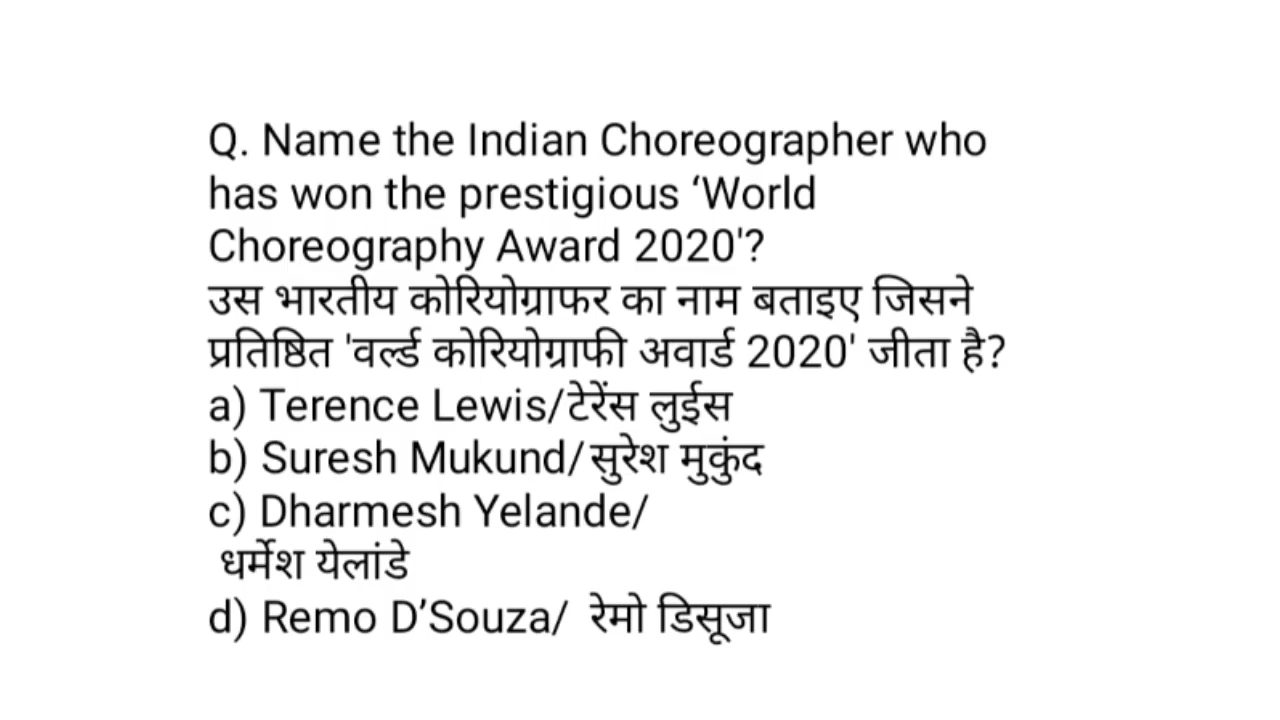 Q. Name the Indian Choreographer who
has won the prestigious ‘World
Choreography Award 2020'?
उस भारतीय कोरियोग्राफर का नाम बताइए जिसने
प्रतिष्ठित 'वर्ल्ड कोरियोग्राफी अवार्ड 2020' जीता है?
a) Terence Lewis/टेरेंस लुईस
b) Suresh Mukund/सुरेश मुकुंद
c) Dharmesh Yelande/
धर्मेश येलांडे
d) Remo D’Souza/ रेमो डिसूजा